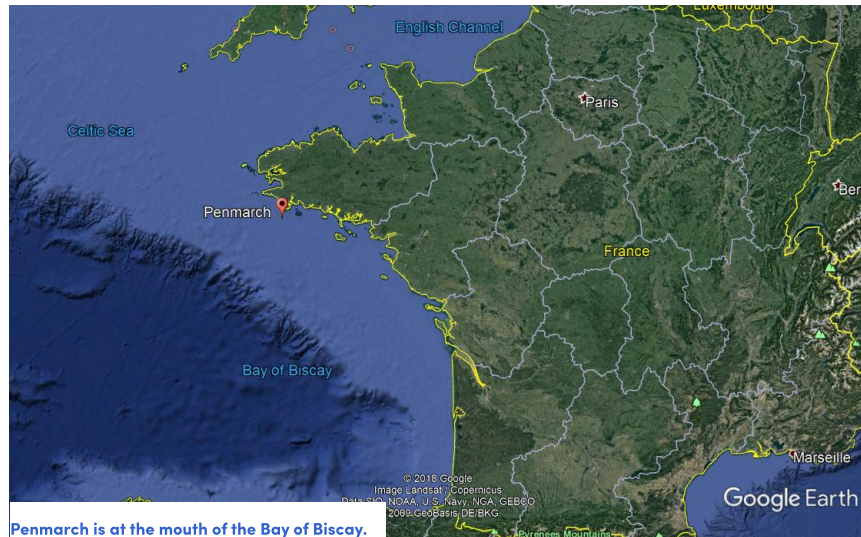 Luxembourg
English Channel
Paris
Celtic Sea
Ber
Penmarch
France
Bay of Biscay
Marseille
© 2018 Google
Image Landsat / Copernicus
Data SIO, NOAA, U.S. Navy, NGA, GEBCO
2009 GeoBasis-DE/BKG
Google Earth
Pyrenees Mountains
Penmarch is at the mouth of the Bay of Biscay.